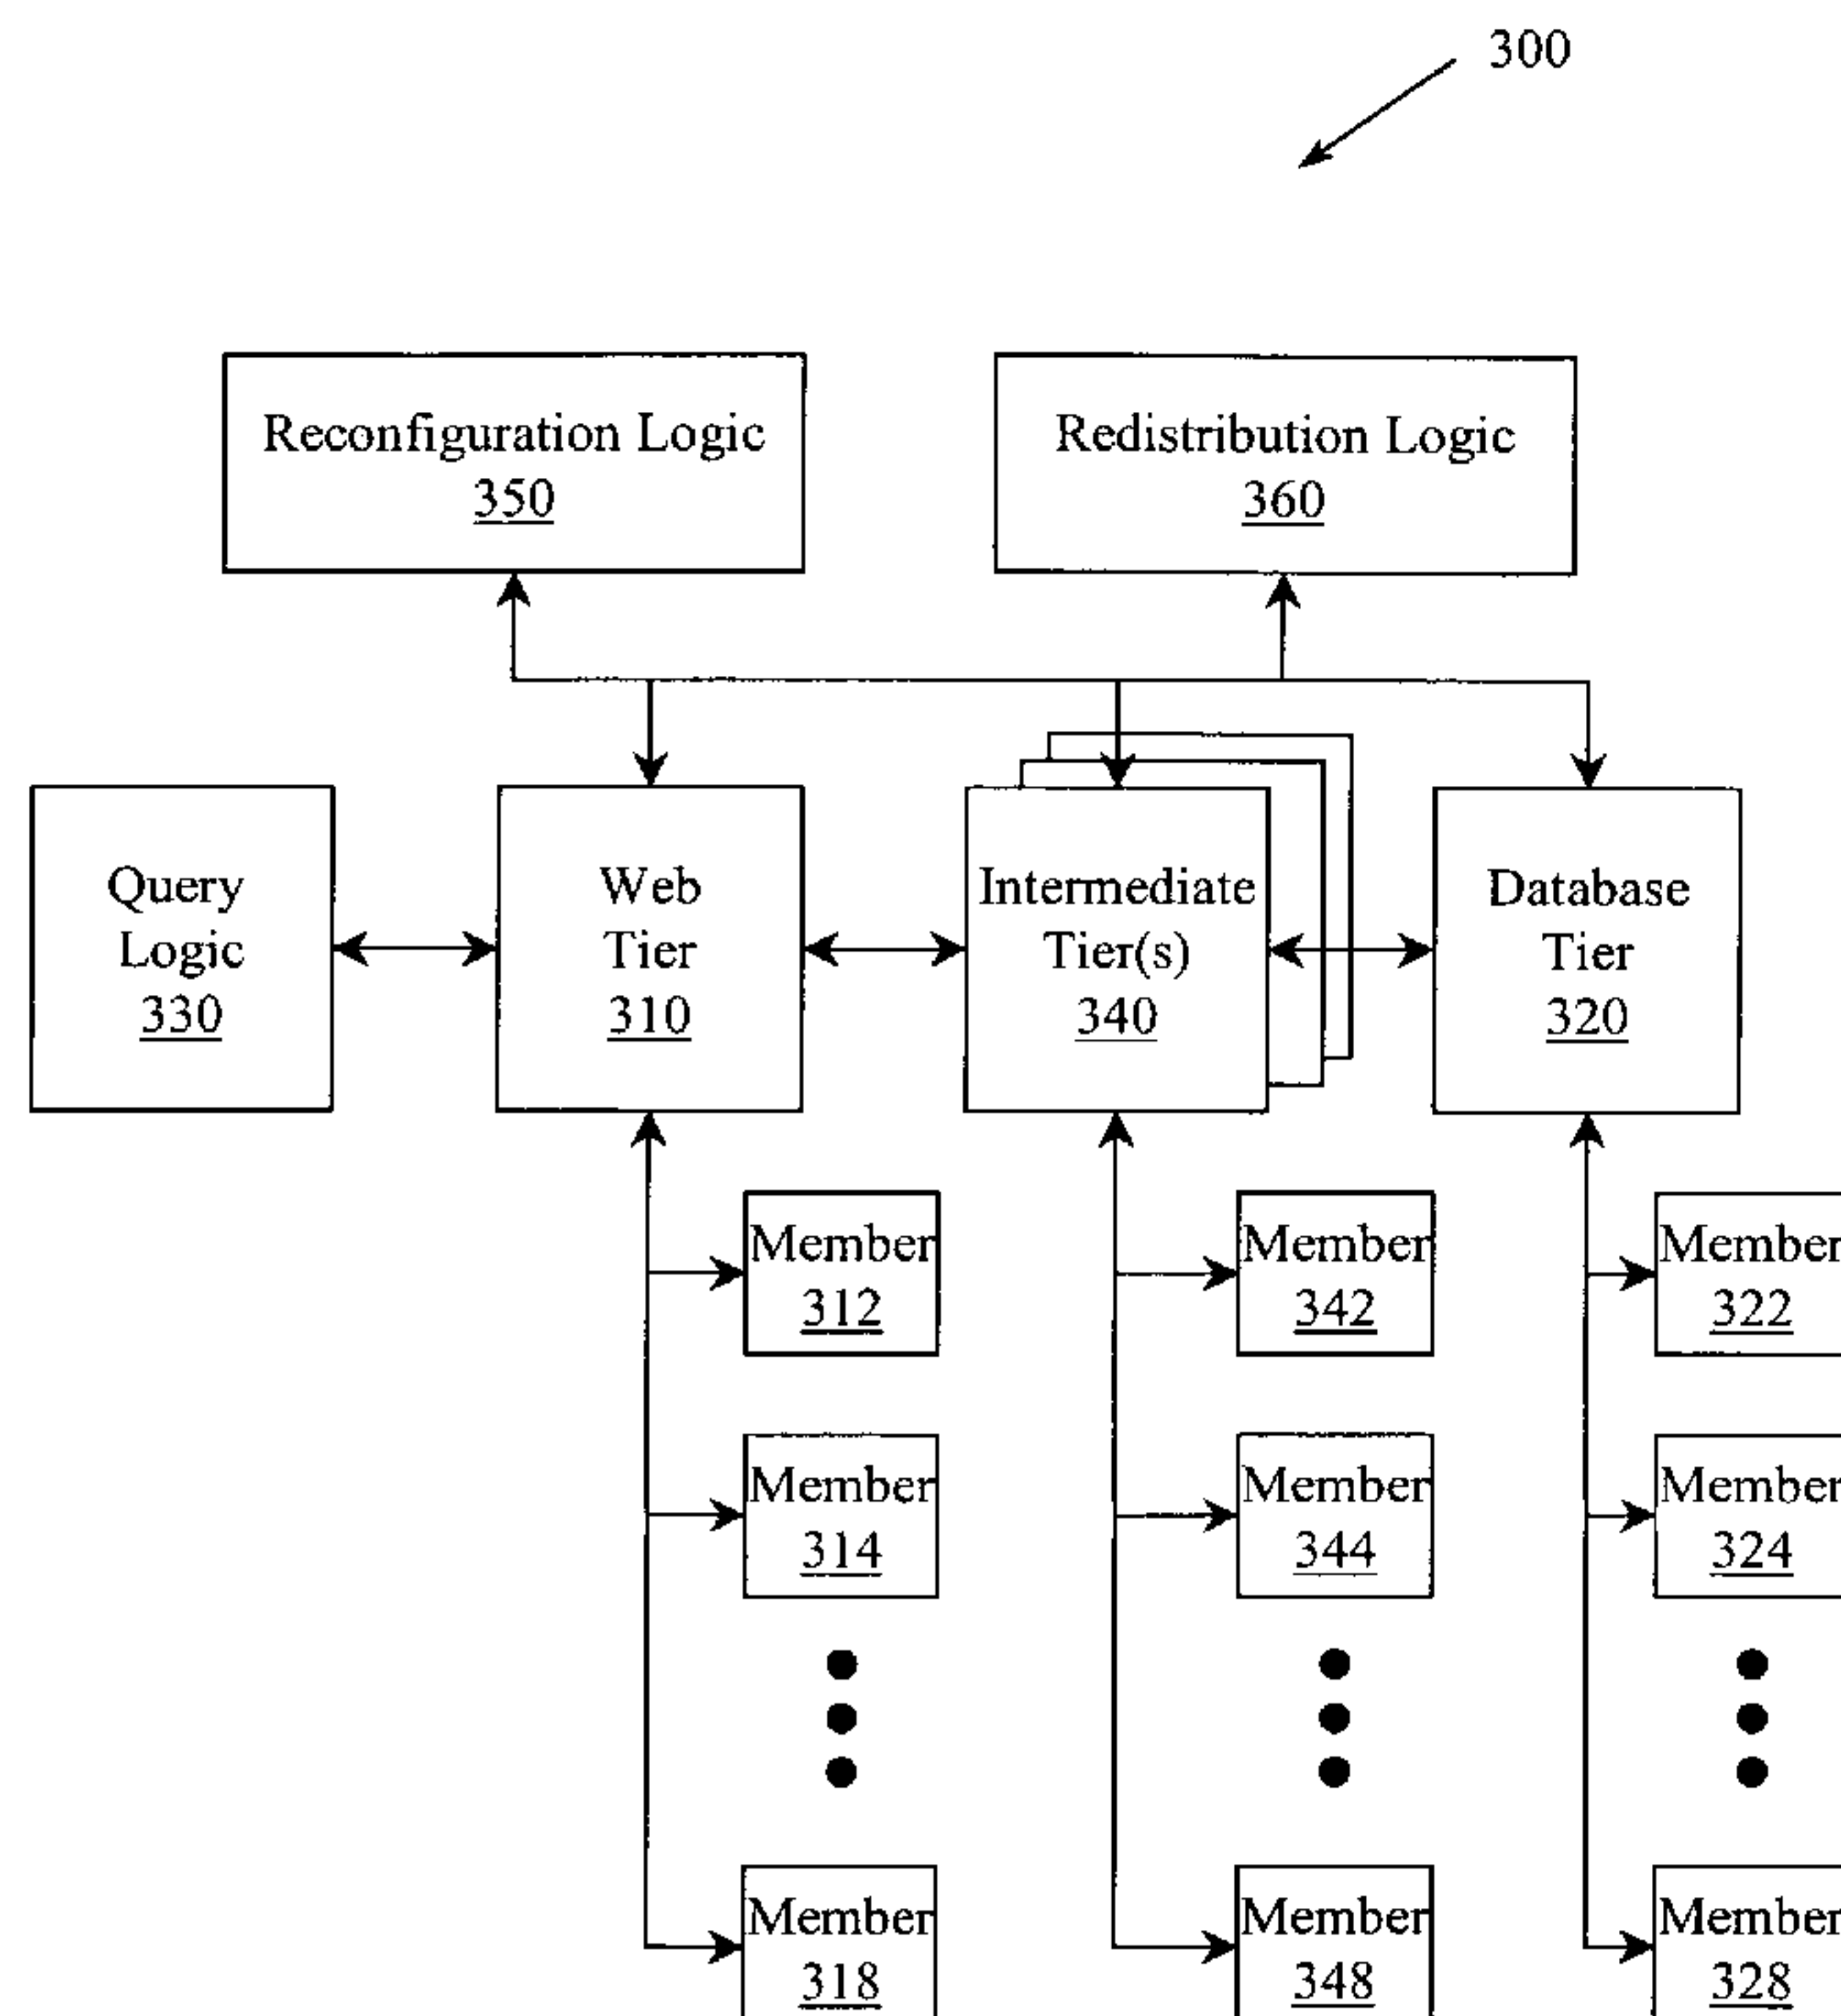 300
Reconfiguration Logic
350
Redistribution Logic
360
Query
Logic
330
Web
Tier
310
Intermediate
Tier(s)
340
Database
Tier
320
Member
312
Member
342
Member
322
Member
314
Member
344
Member
324
Member
318
Member
348
Member
328